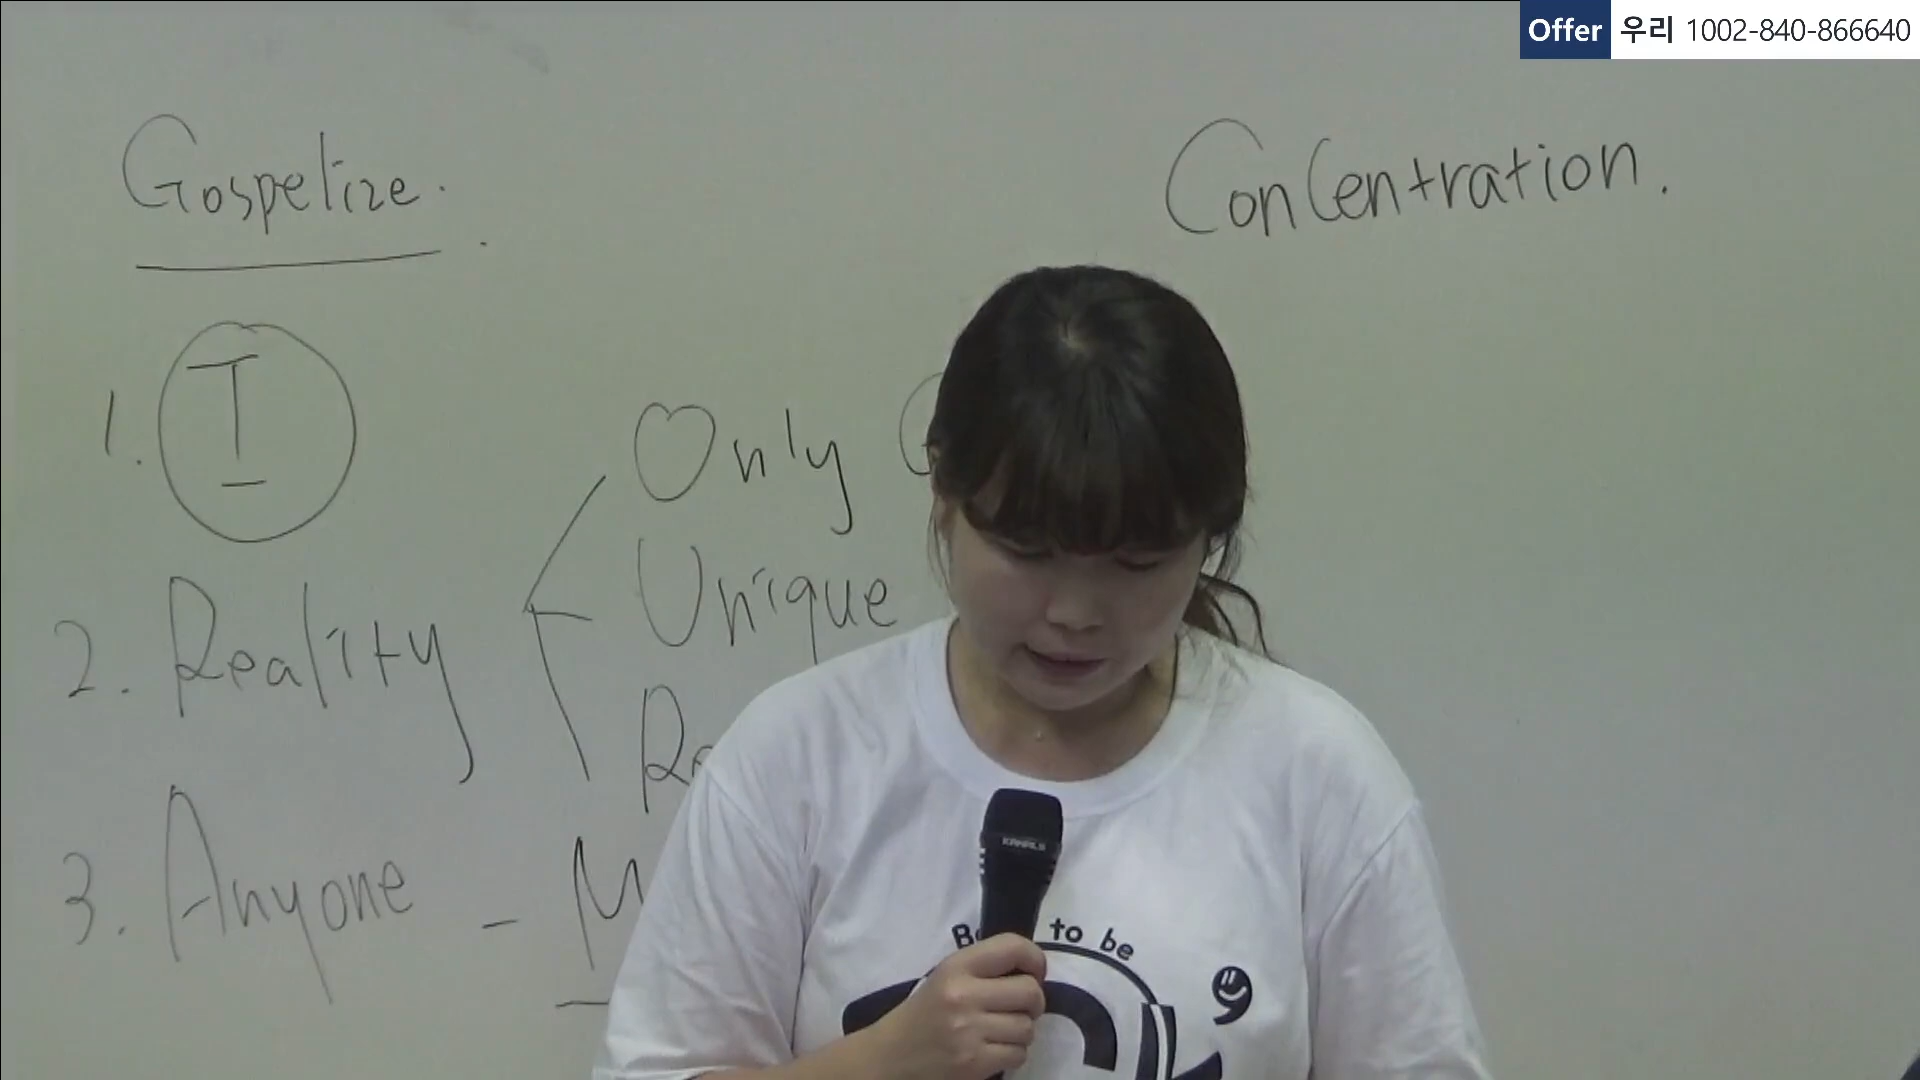 Offer 우리 1002-840-866640
Gospelize.
Concentration.
1. I
Only
2. Reality
Unique
3. Anyone -
to be